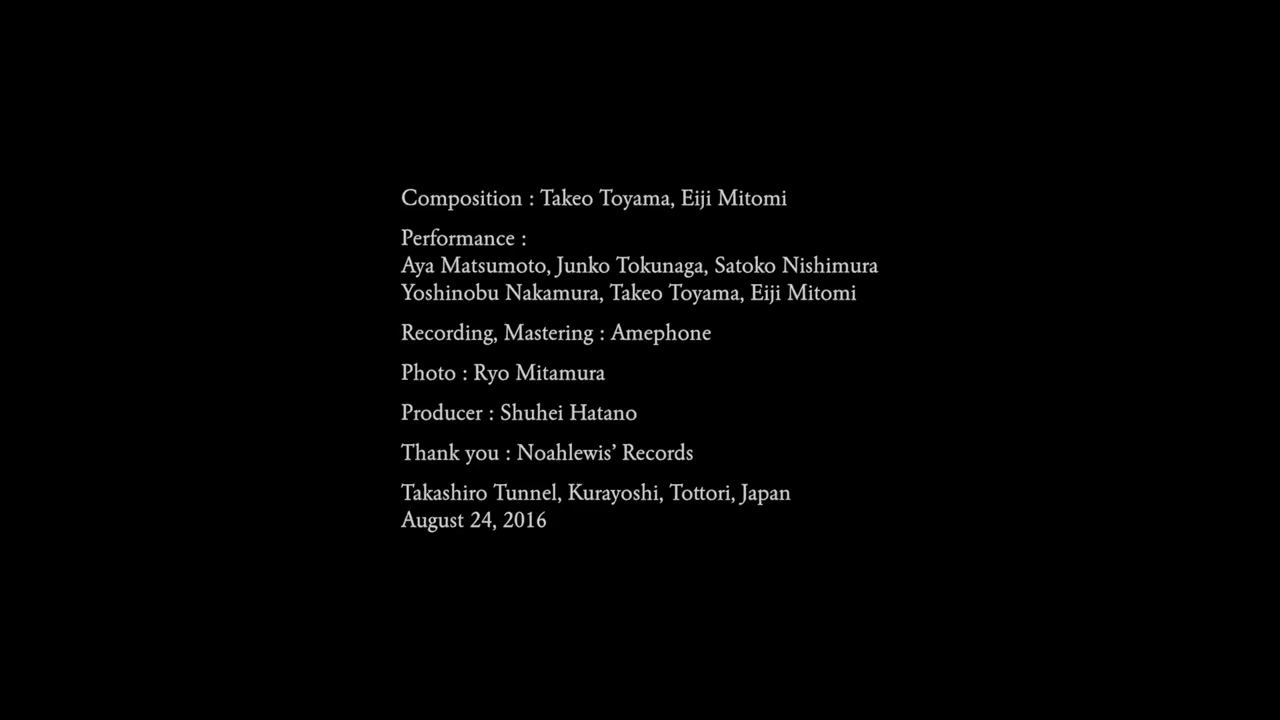 Composition : Takeo Toyama, Eiji Mitomi
Performance :
Aya Matsumoto, Junko Tokunaga, Satoko Nishimura
Yoshinobu Nakamura, Takeo Toyama, Eiji Mitomi
Recording, Mastering : Amephone
Photo : Ryo Mitamura
Producer : Shuhei Hatano
Thank you : Noahlewis’ Records
Takashiro Tunnel, Kurayoshi, Tottori, Japan
August 24, 2016